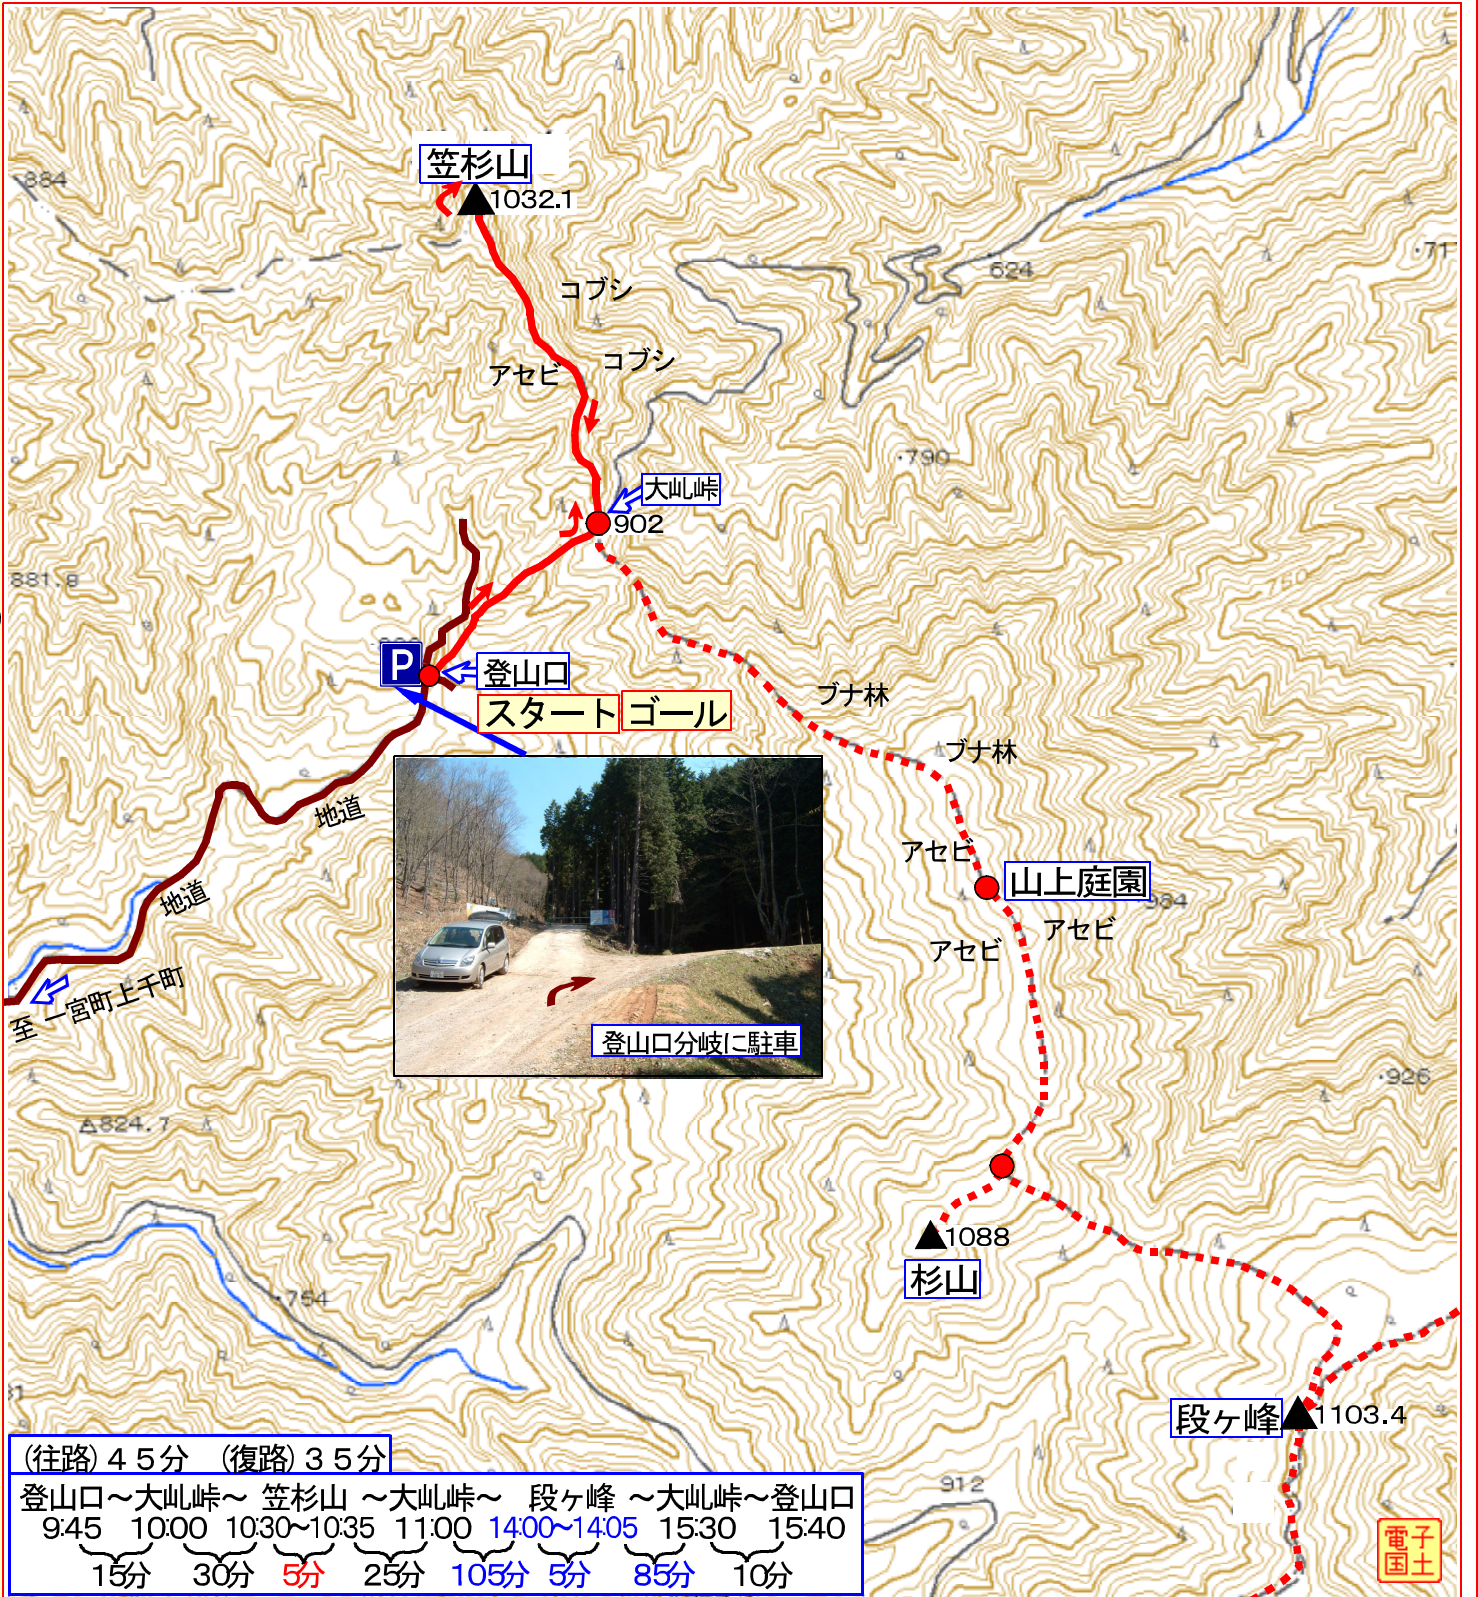 笠杉山
1032.1
884
コブシ
624
71
コブシ
アセビ
790
大乢峠
902
881.8
750
P
登山口
スタート ゴール
ブナ林
ブナ林
地道
アセビ
山上庭園
984
地道
アセビ
アセビ
至 一宮町上千町
登山口分岐に駐車
926
824.7
1088
杉山
754
段ヶ峰
1103.4
(往路)４５分 (復路)３５分
912
登山口～大乢峠～ 笠杉山 ～大乢峠～ 段ヶ峰 ～大乢峠～登山口
9:45 10:00 10:30～10:35 11:00 14:00～14:05 15:30 15:40
15分 30分 5分 25分 105分 5分 85分 10分
電子
国土